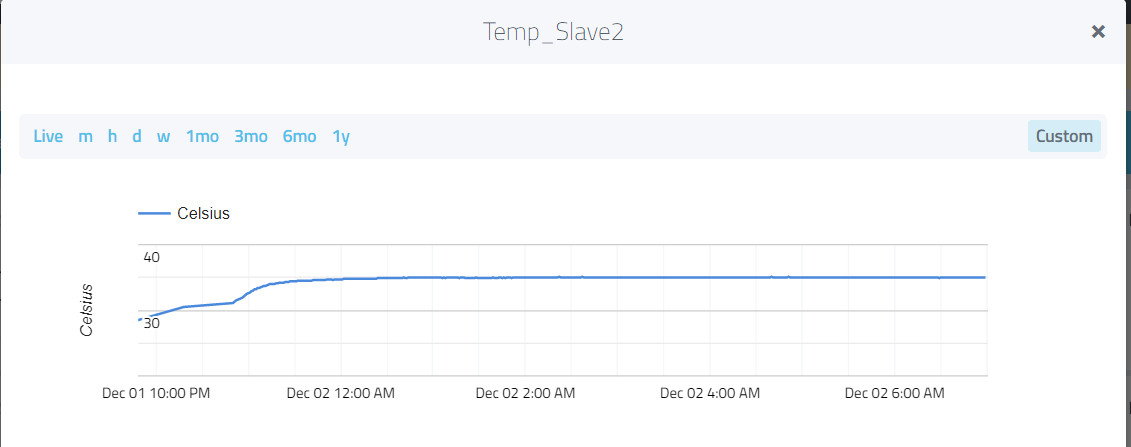 Temp_Slave2
×
Live m h d w 1mo 3mo 6mo 1y Custom
Celsius
40
Celsius
30
Dec 01 10:00 PM Dec 02 12:00 AM Dec 02 2:00 AM Dec 02 4:00 AM Dec 02 6:00 AM